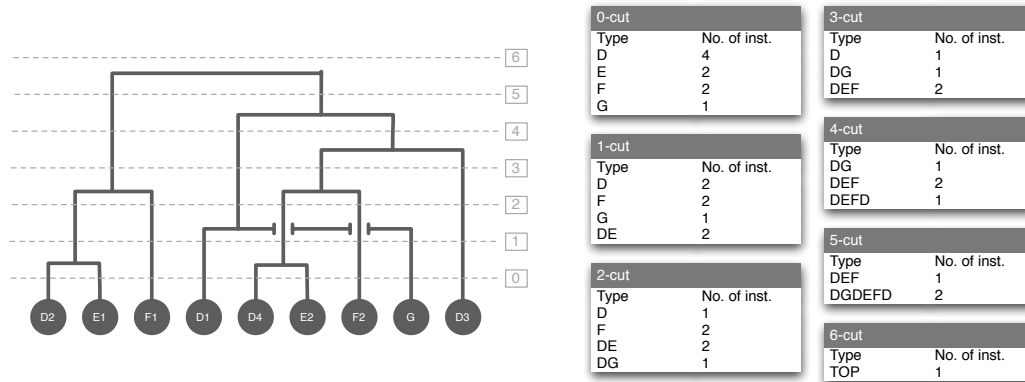 6
5
4
3
2
1
0
D2 E1 F1 D1 D4 E2 F2 G D3
0-cut
Type No. of inst.
D 4
E 2
F 2
G 1
1-cut
Type No. of inst.
D 2
F 2
G 1
DE 2
2-cut
Type No. of inst.
D 1
F 2
DE 2
DG 1
3-cut
Type No. of inst.
D 1
DG 1
DEF 2
4-cut
Type No. of inst.
DG 1
DEF 2
DEFD 1
5-cut
Type No. of inst.
DEF 1
DGDEFD 2
6-cut
Type No. of inst.
TOP 1